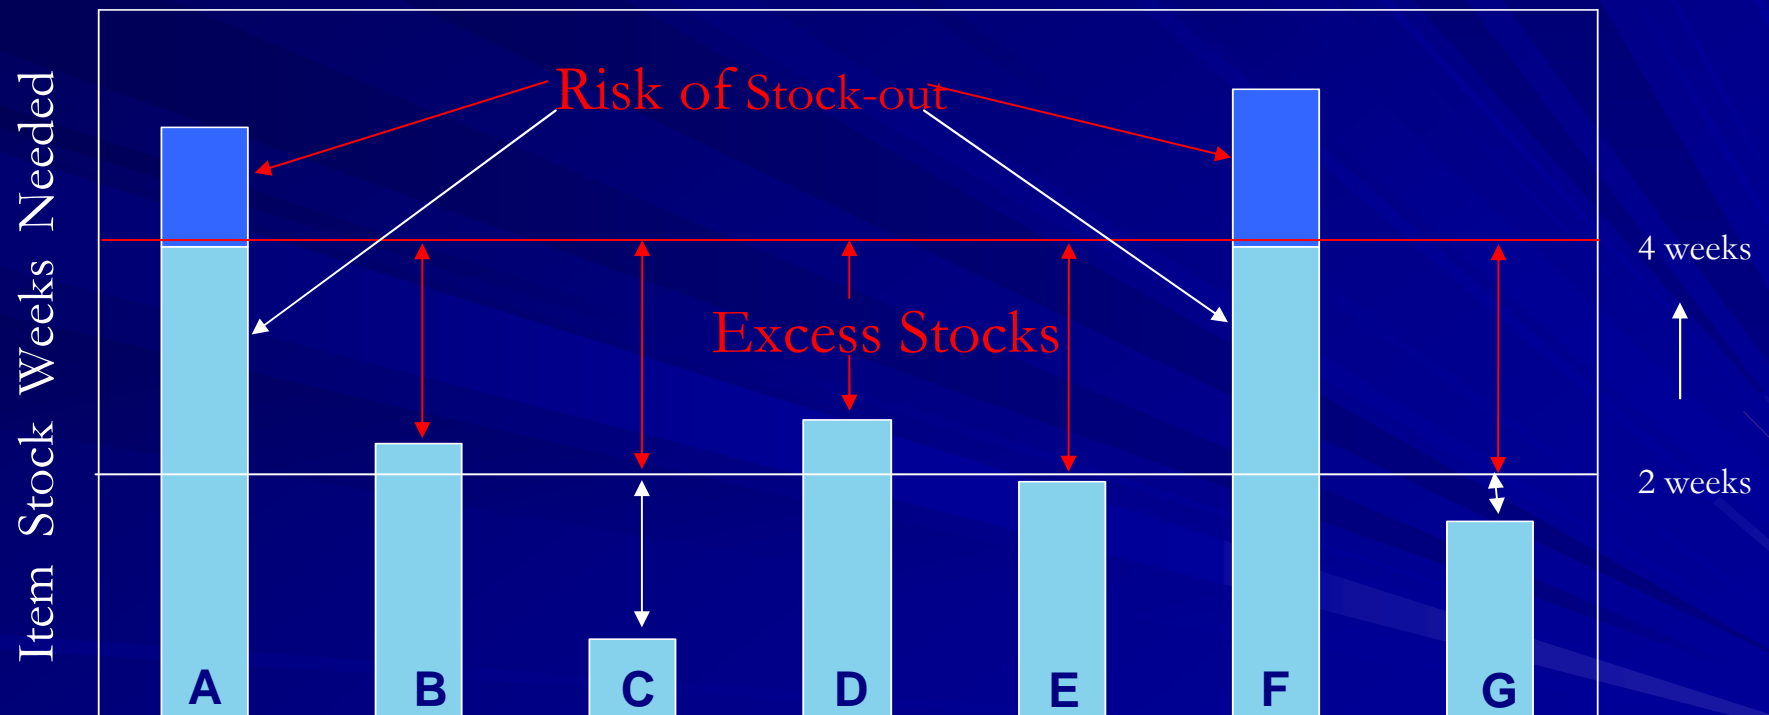 Item Stock Weeks Needed
Risk of Stock-out
4 weeks
Excess Stocks
2 weeks
A B C D E F G